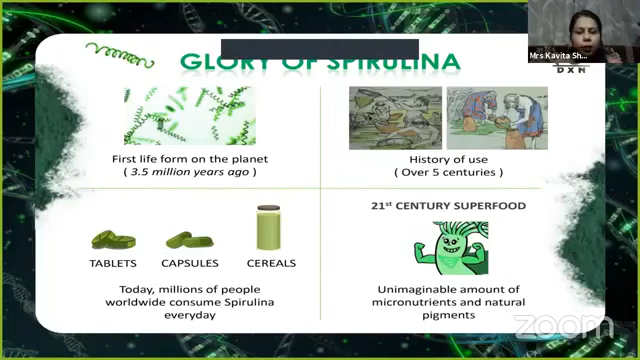 GLORY OF SPIRULINA
Mrs Kavita Sh...
DXN
First life form on the planet
( 3.5 million years ago )
History of use
( Over 5 centuries )
TABLETS
CAPSULES
CEREALS
Today, millions of people
worldwide consume Spirulina
everyday
21st CENTURY SUPERFOOD
Unimaginable amount of
micronutrients and natural
pigments
zoom